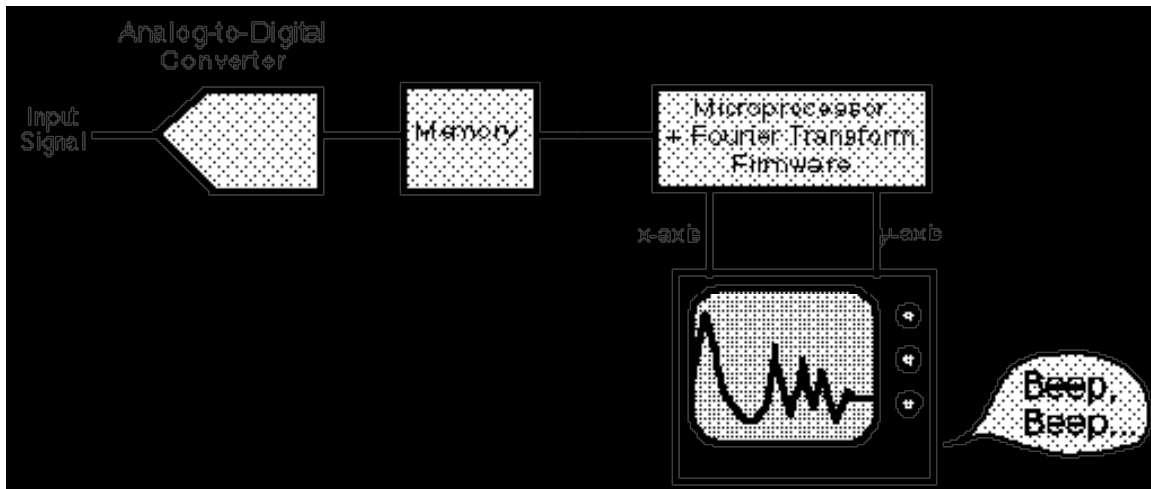 Analog-to-Digital
Converter
Input
Signal
Memory
Microprocessor
+ Fourier Transform
Firmware
x-axis
y-axis
Beep,
Beep...